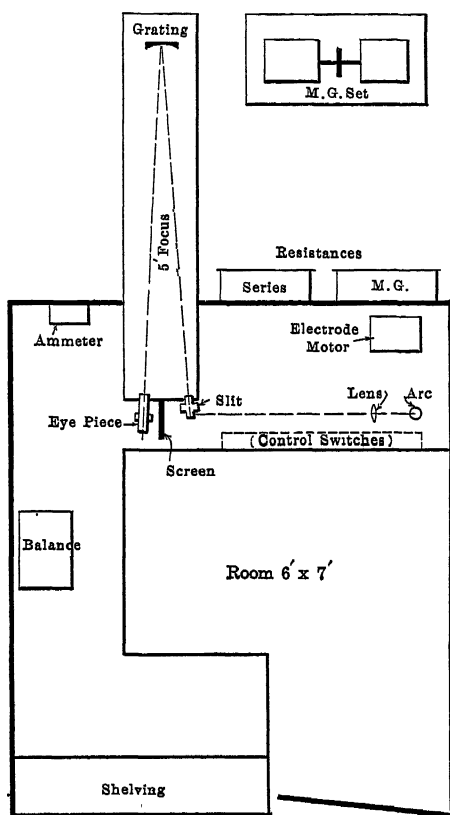 Grating
M.G. Set
5' Focus
Resistances
Series
M.G.
Ammeter
Electrode
Motor
Slit
Lens
Arc
Eye Piece
(Control Switches)
Screen
Balance
Room 6' x 7'
Shelving